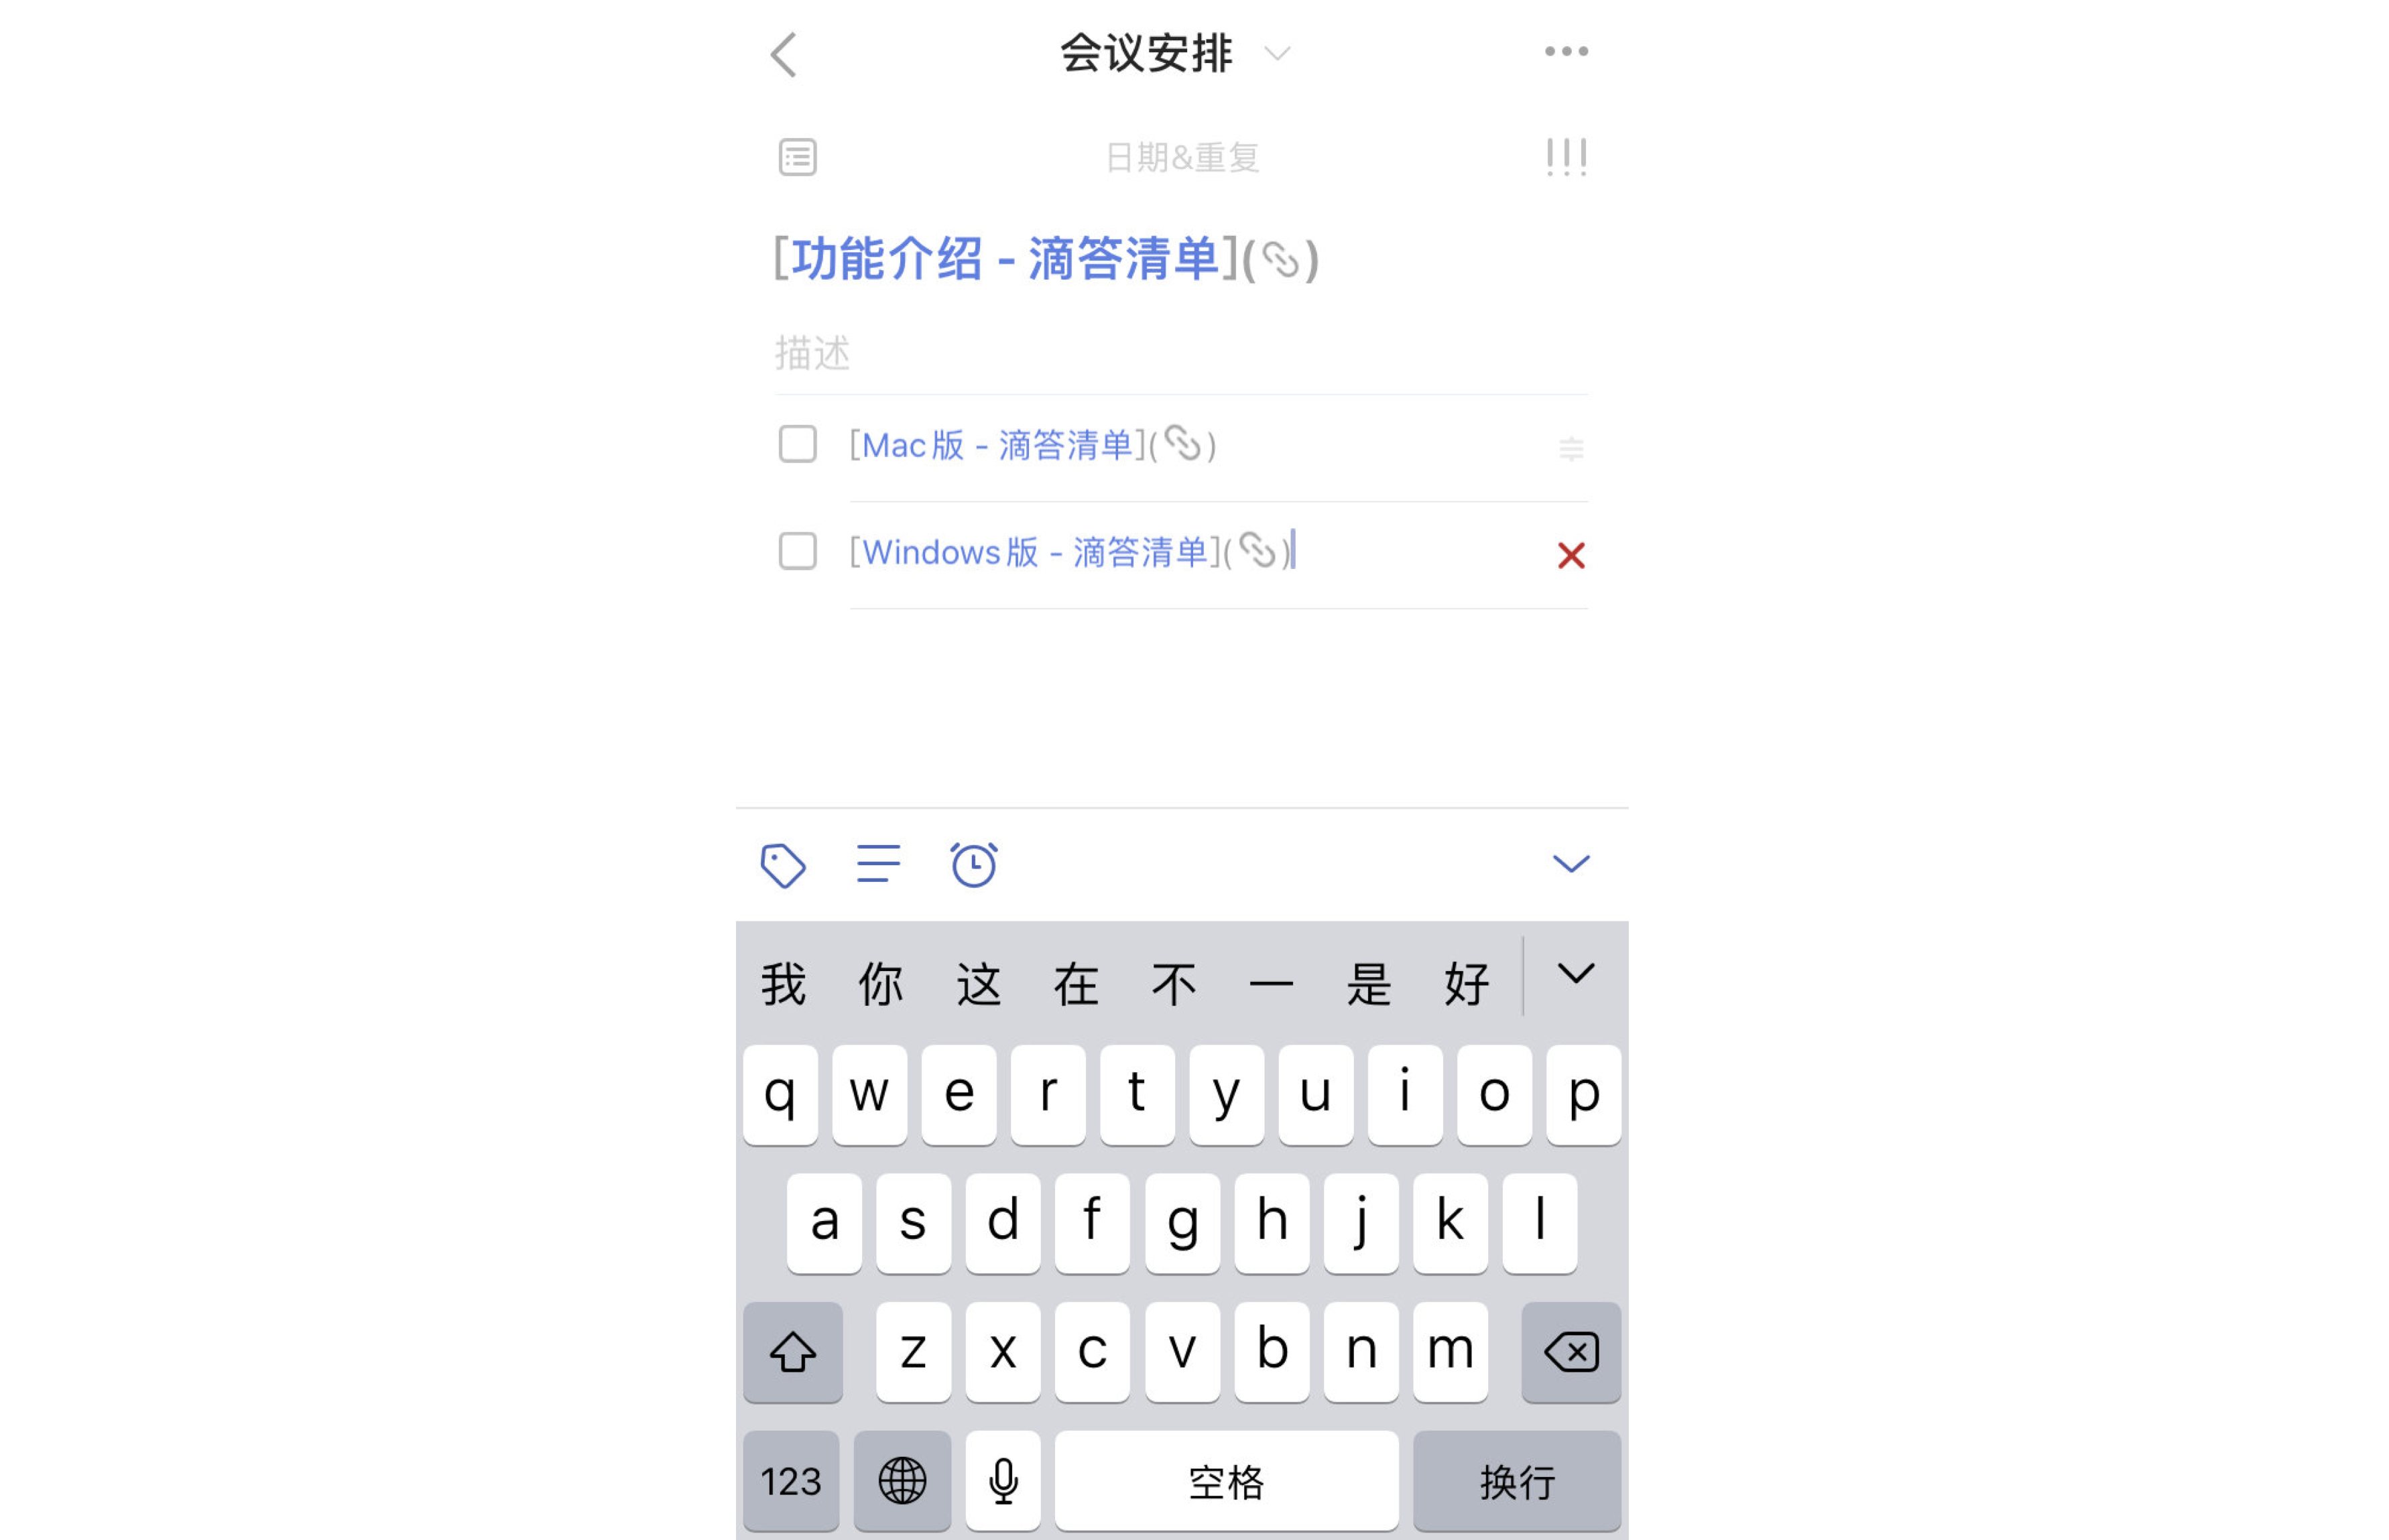 会议安排
日期&重复
[功能介绍 - 滴答清单]()
描述
[Mac版 - 滴答清单]()
[Windows版 - 滴答清单]()
我 你 这 在 不 一 是 好
q w e r t y u i o p
a s d f g h j k l
z x c v b n m
123 空格 换行